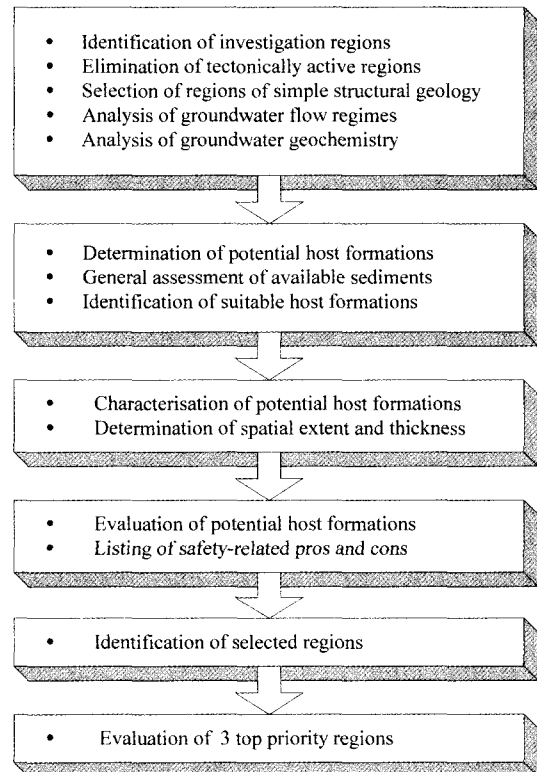 • Identification of investigation regions
• Elimination of tectonically active regions
• Selection of regions of simple structural geology
• Analysis of groundwater flow regimes
• Analysis of groundwater geochemistry
• Determination of potential host formations
• General assessment of available sediments
• Identification of suitable host formations
• Characterisation of potential host formations
• Determination of spatial extent and thickness
• Evaluation of potential host formations
• Listing of safety-related pros and cons
• Identification of selected regions
• Evaluation of 3 top priority regions